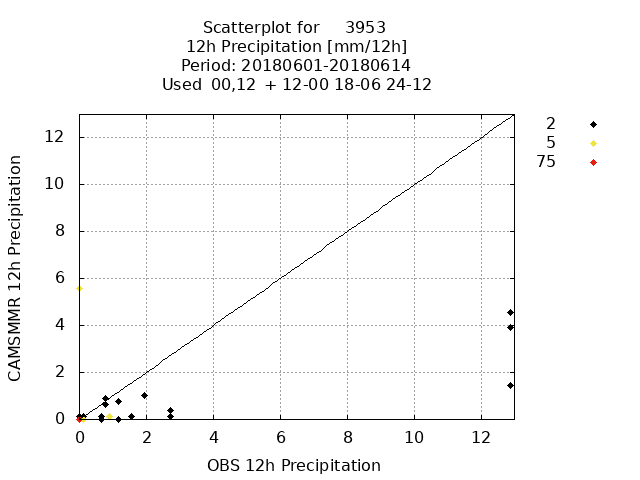 Scatterplot for 3953
12h Precipitation [mm/12h]
Period: 20180601-20180614
Used 00,12 + 12-00 18-06 24-12
2
5
75
12
10
8
6
4
2
0
CAMSMMR 12h Precipitation
0 2 4 6 8 10 12
OBS 12h Precipitation